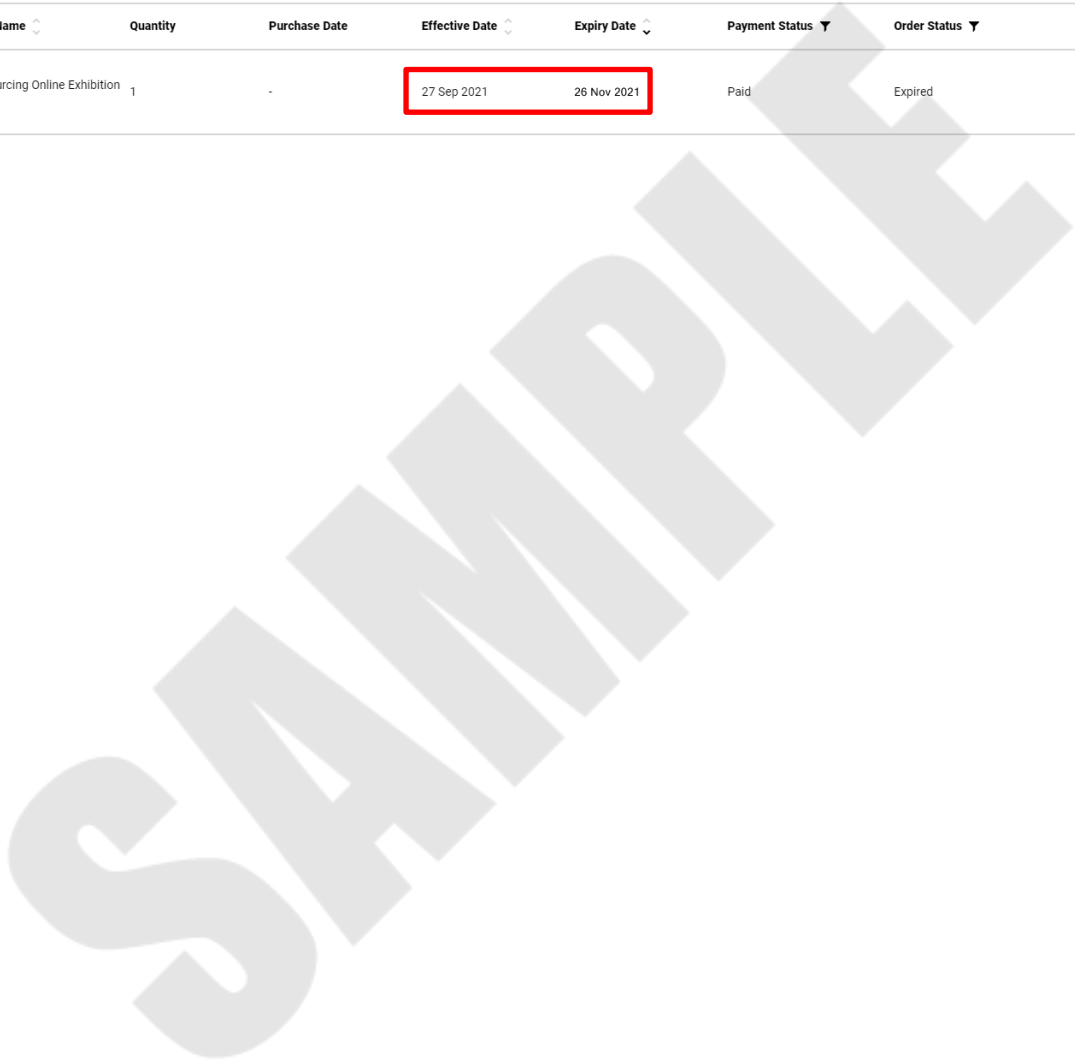 Name Quantity Purchase Date Effective Date Expiry Date Payment Status Order Status
Online Exhibition 1 - 27 Sep 2021 26 Nov 2021 Paid Expired
SAMPLE